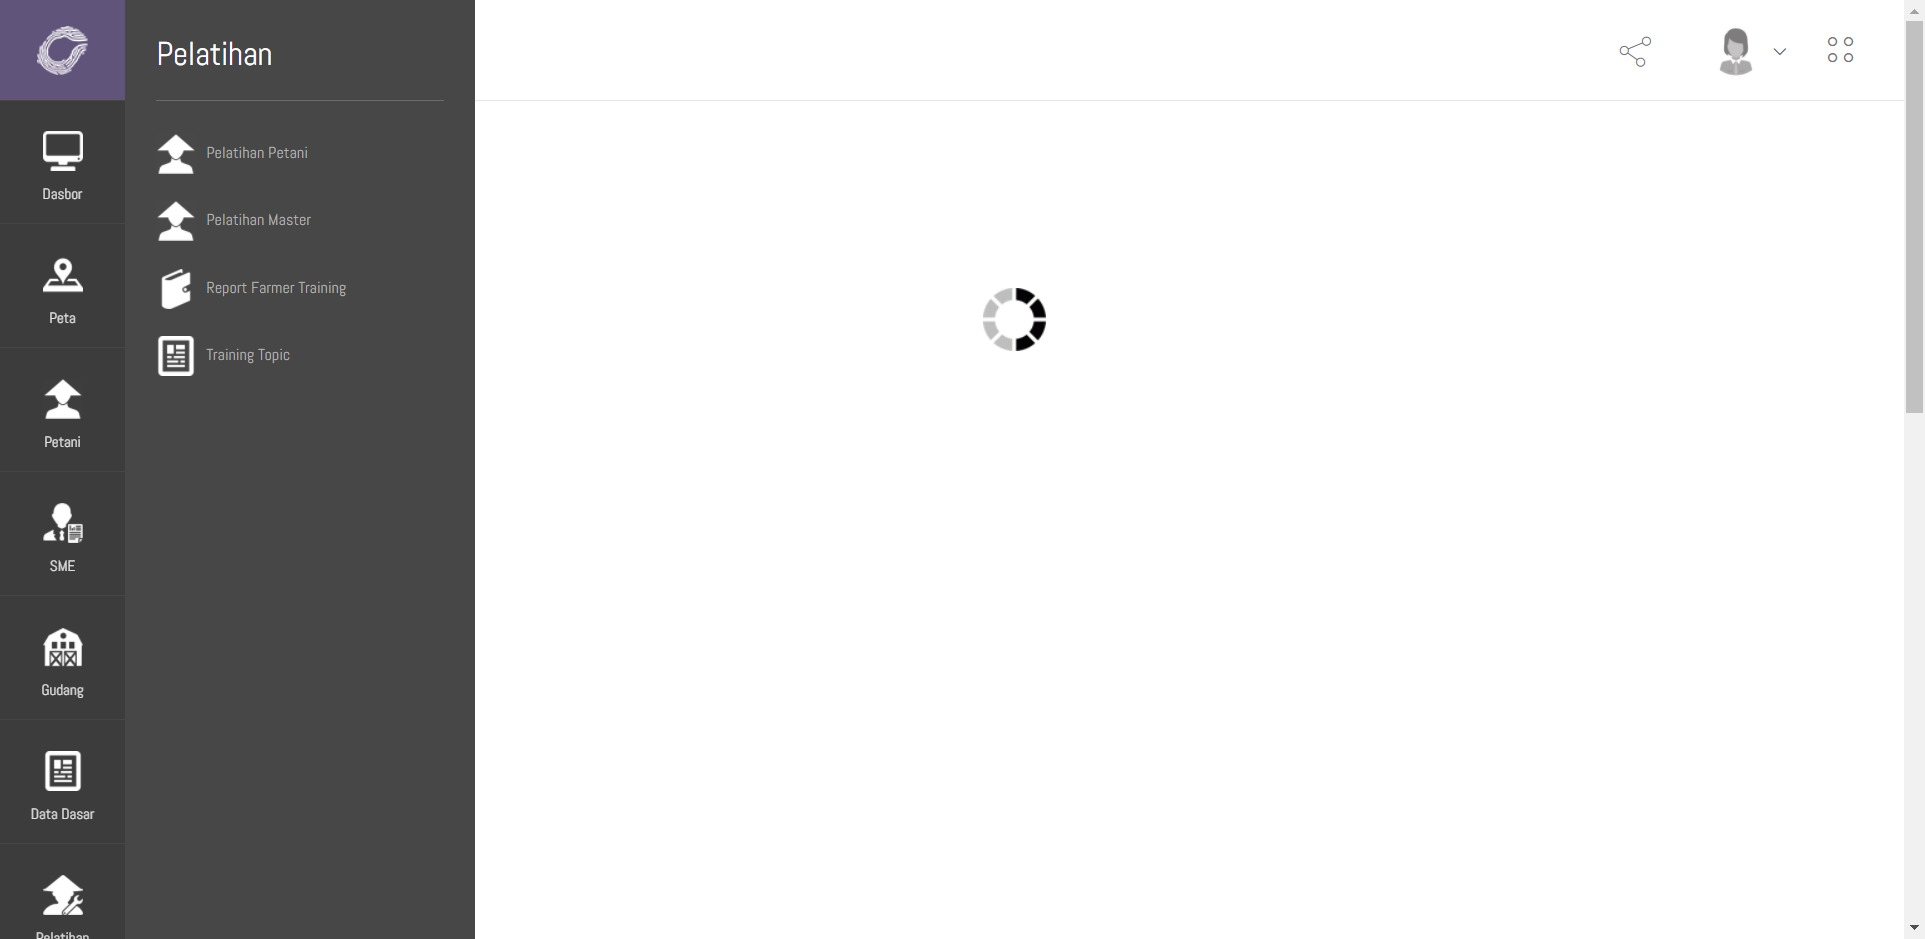 Pelatihan
Pelatihan Petani
Pelatihan Master
Report Farmer Training
Training Topic
Dasbor
Peta
Petani
SME
Gudang
Data Dasar
Pelatihan